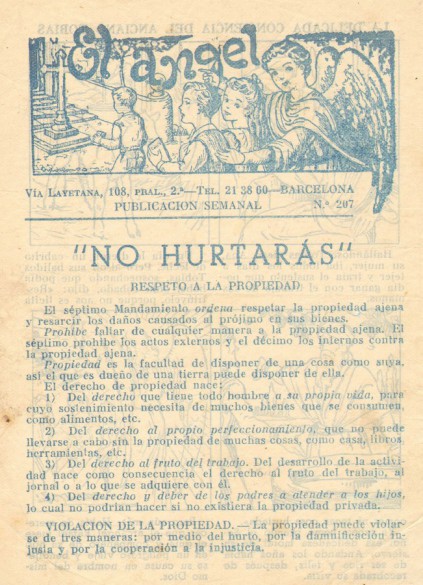 El angel
VÍA LAYETANA, 108, PRAL., 2.ª—TEL. 21 38 60—BARCELONA
PUBLICACION SEMANAL N.º 207
"NO HURTARÁS"
RESPETO A LA PROPIEDAD
El séptimo Mandamiento ordena respetar la propiedad ajena
y resarcir los daños causados al prójimo en sus bienes.
Prohibe faltar de cualquier manera a la propiedad ajena. El
séptimo prohibe los actos externos y el décimo los internos contra
la propiedad ajena.
Propiedad es la facultad de disponer de una cosa como suya,
así el que es dueño de una tierra puede disponer de ella.
El derecho de propiedad nace:
1) Del derecho que tiene todo hombre a su propia vida, para
cuyo sostenimiento necesita de muchos bienes que se consumen,
como alimentos, etc.
2) Del derecho al propio perfeccionamiento, que no puede
llevarse a cabo sin la propiedad de muchas cosas, como casa, libros,
herramientas, etc.
3) Del derecho al fruto del trabajo. Del desarrollo de la activi-
dad nace como consecuencia el derecho al fruto del trabajo, al
jornal o a lo que se adquiere con él.
4) Del derecho y deber de los padres a atender a los hijos,
lo cual no podrían hacer si no existiera la propiedad privada.
VIOLACION DE LA PROPIEDAD.—La propiedad puede violar-
se de tres maneras: por medio del hurto, por la damnificación in-
justa y por la cooperación a la injusticia.